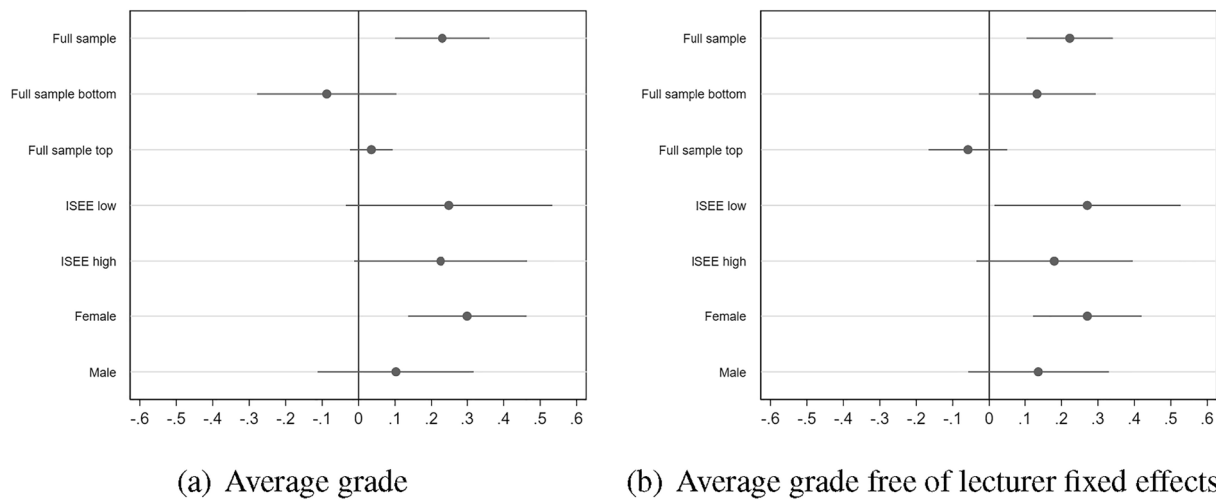 Full sample
Full sample bottom
Full sample top
ISEE low
ISEE high
Female
Male
-.6 -.5 -.4 -.3 -.2 -.1 0 .1 .2 .3 .4 .5 .6
(a) Average grade
Full sample
Full sample bottom
Full sample top
ISEE low
ISEE high
Female
Male
-.6 -.5 -.4 -.3 -.2 -.1 0 .1 .2 .3 .4 .5 .6
(b) Average grade free of lecturer fixed effects